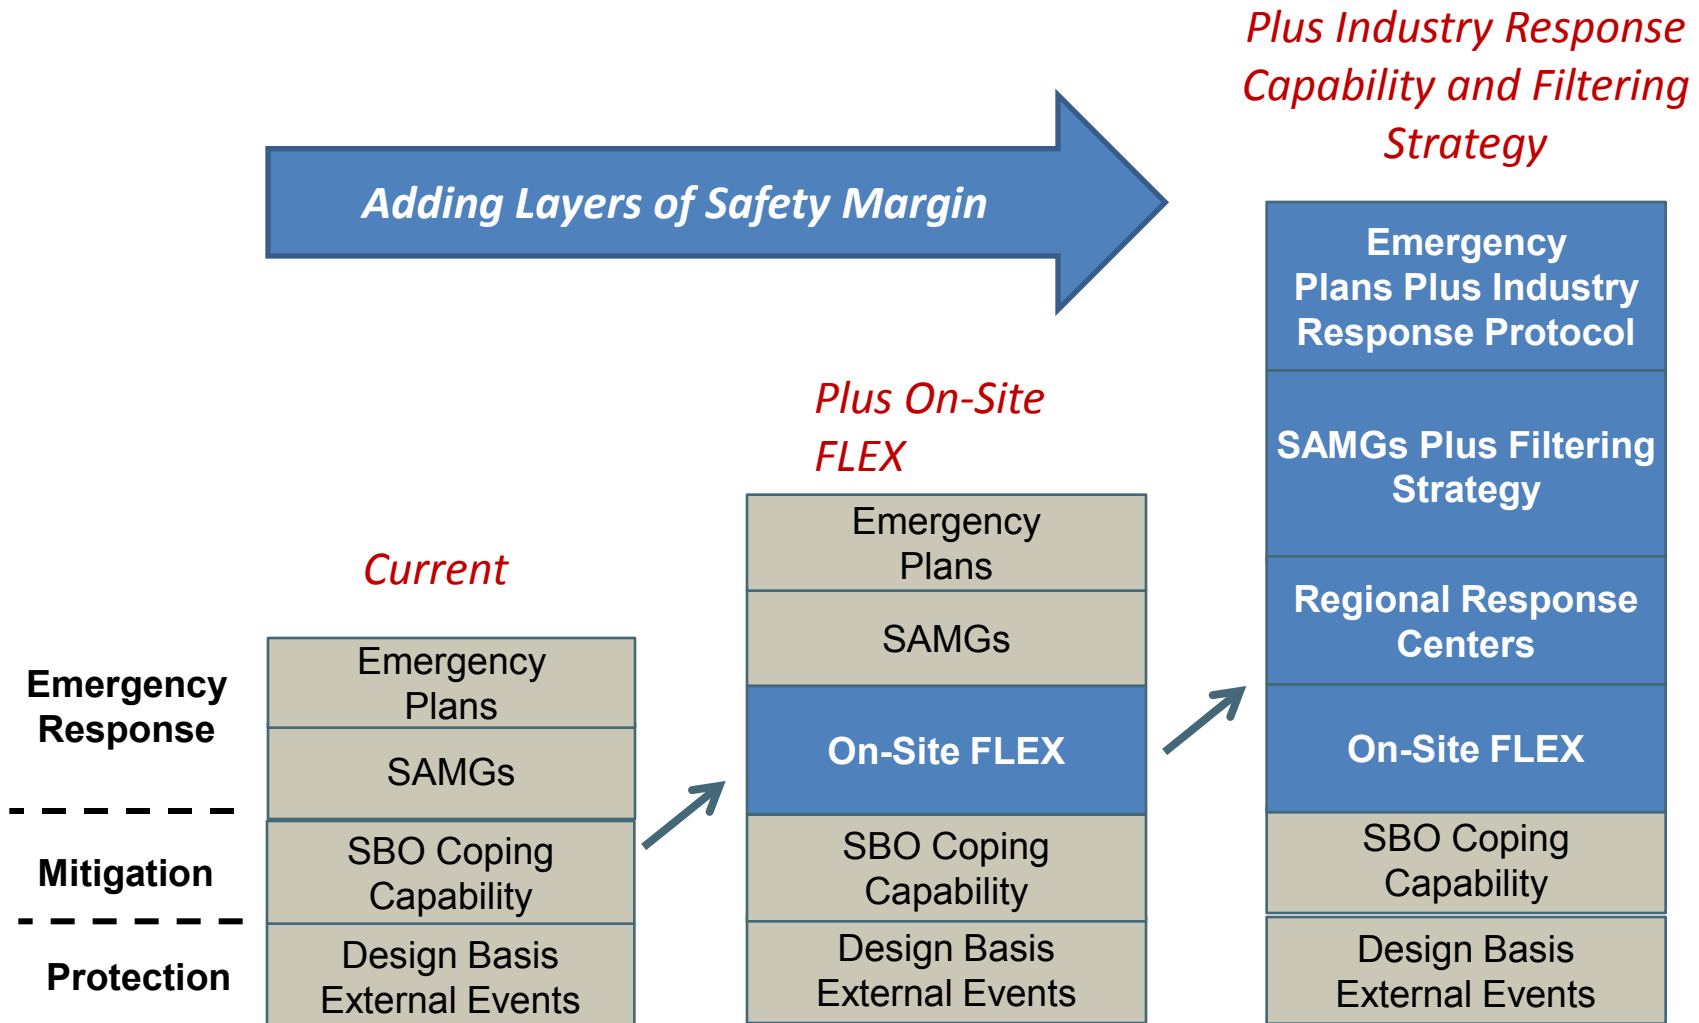 Plus Industry Response
Capability and Filtering
Strategy
Adding Layers of Safety Margin
Current
Plus On-Site
FLEX
Emergency
Response
Mitigation
Protection
Emergency
Plans
SAMGs
SBO Coping
Capability
Design Basis
External Events
Emergency
Plans
SAMGs
On-Site FLEX
SBO Coping
Capability
Design Basis
External Events
Emergency
Plans Plus Industry
Response Protocol
SAMGs Plus Filtering
Strategy
Regional Response
Centers
On-Site FLEX
SBO Coping
Capability
Design Basis
External Events